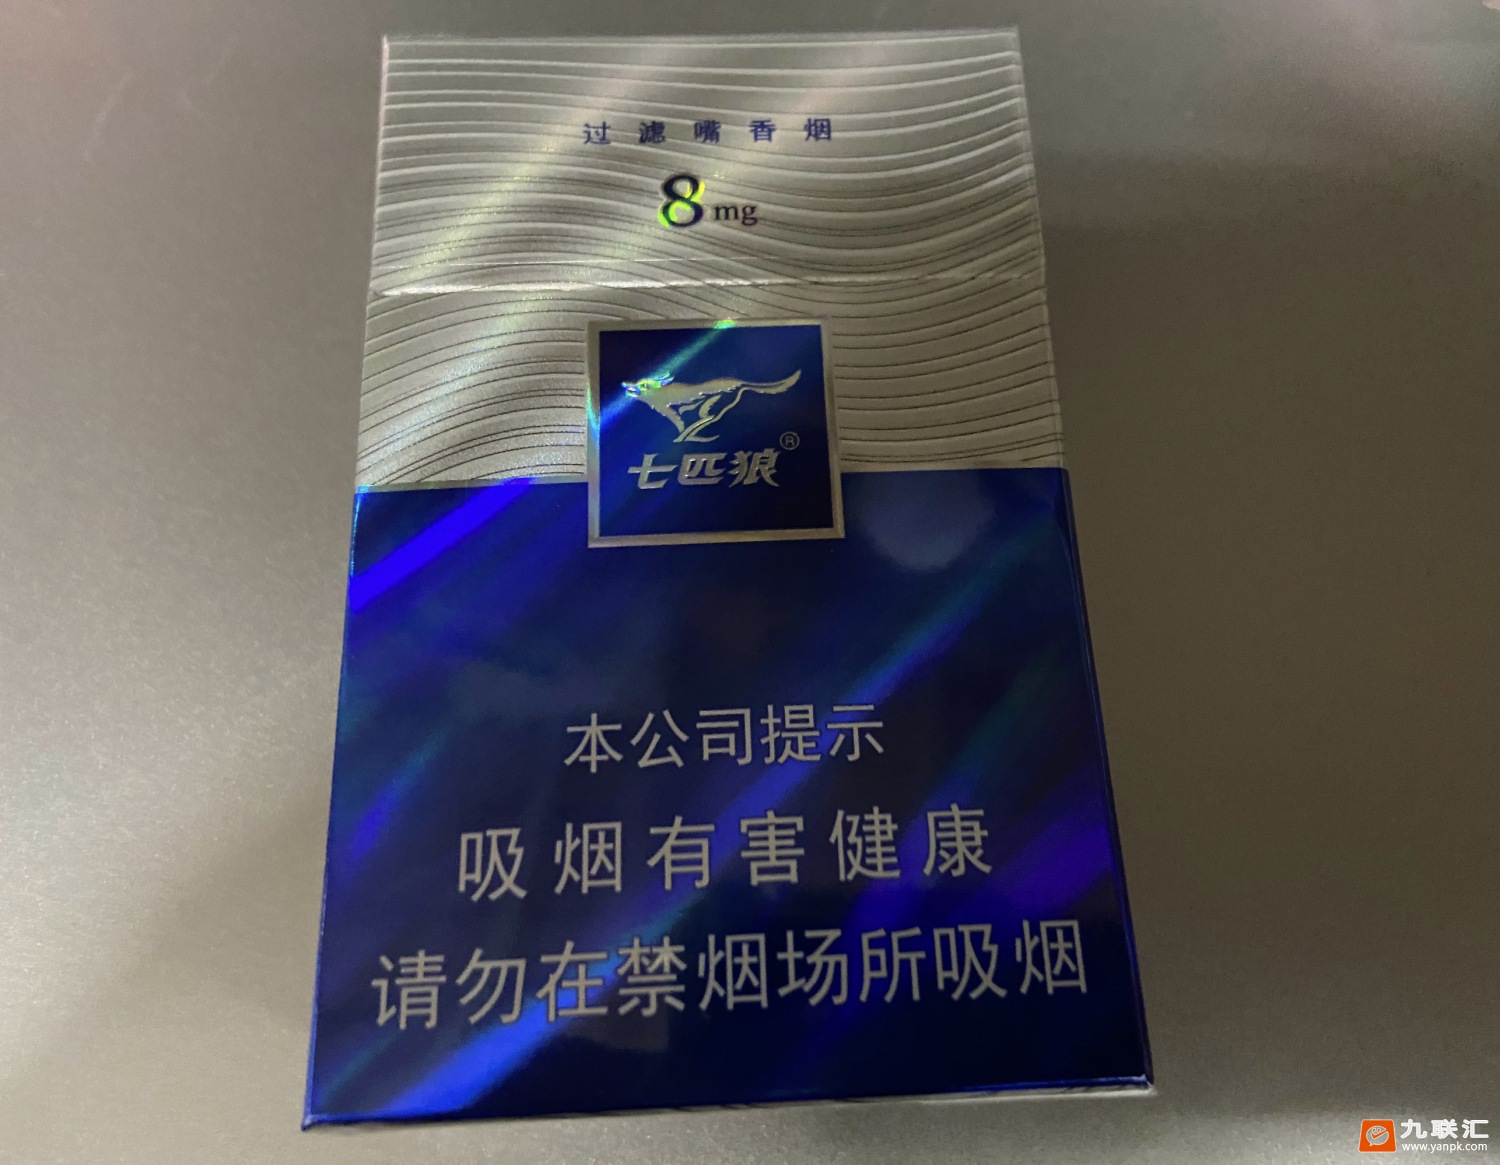 过滤嘴香烟
8mg
七匹狼®
本公司提示
吸烟有害健康
请勿在禁烟场所吸烟
九联汇
www.yanpk.com